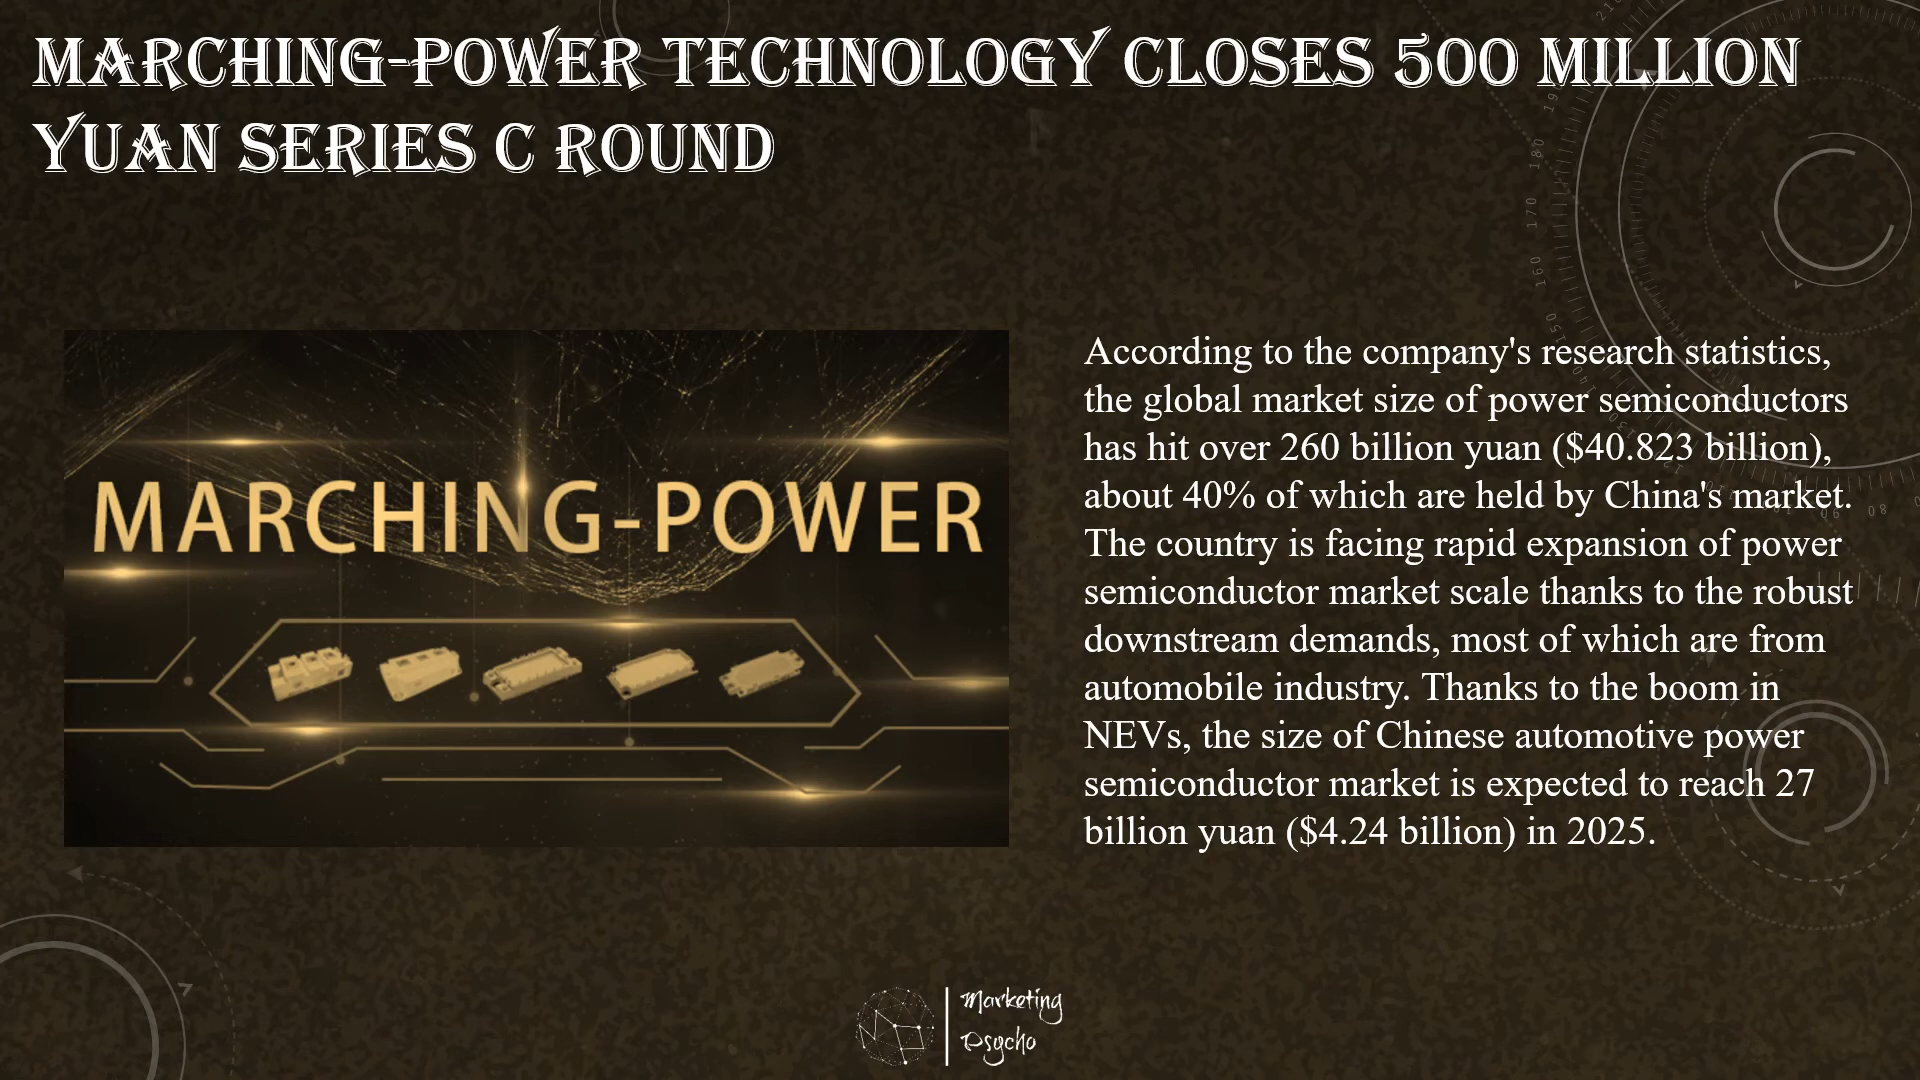 MARCHING-POWER TECHNOLOGY CLOSES 500 MILLION
YUAN SERIES C ROUND
MARCHING-POWER
According to the company's research statistics,
the global market size of power semiconductors
has hit over 260 billion yuan ($40.823 billion),
about 40% of which are held by China's market.
The country is facing rapid expansion of power
semiconductor market scale thanks to the robust
downstream demands, most of which are from
automobile industry. Thanks to the boom in
NEVs, the size of Chinese automotive power
semiconductor market is expected to reach 27
billion yuan ($4.24 billion) in 2025.
Marketing
Psycho
180
170
160